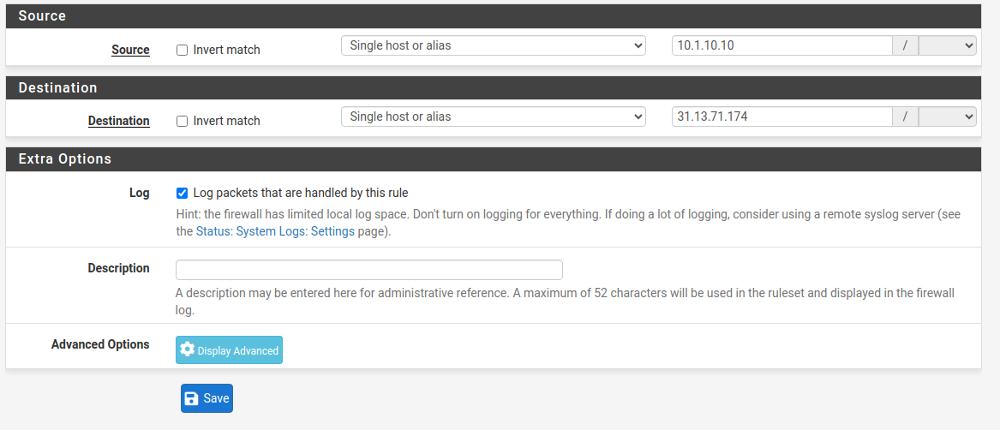 Source
Source Invert match Single host or alias 10.1.10.10 /
Destination
Destination Invert match Single host or alias 31.13.71.174 /
Extra Options
Log Log packets that are handled by this rule
Hint: the firewall has limited local log space. Don't turn on logging for everything. If doing a lot of logging, consider using a remote syslog server (see
the Status: System Logs: Settings page).
Description
A description may be entered here for administrative reference. A maximum of 52 characters will be used in the ruleset and displayed in the firewall
log.
Advanced Options Display Advanced
Save